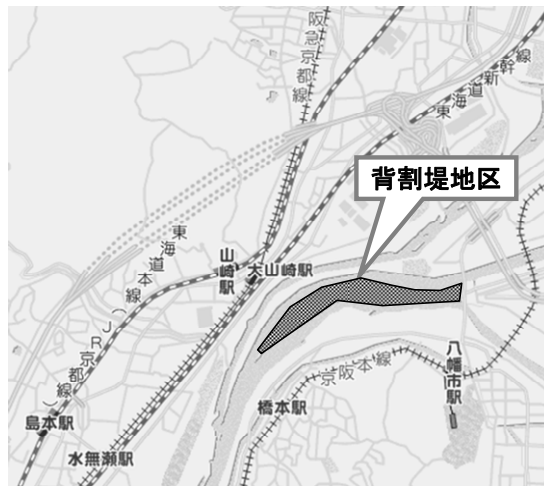 阪急京都線
東海道新幹線
背割堤地区
東海道本線(JR京都線)
山崎駅
大山崎駅
八幡市駅
京阪本線
橋本駅
島本駅
水無瀬駅